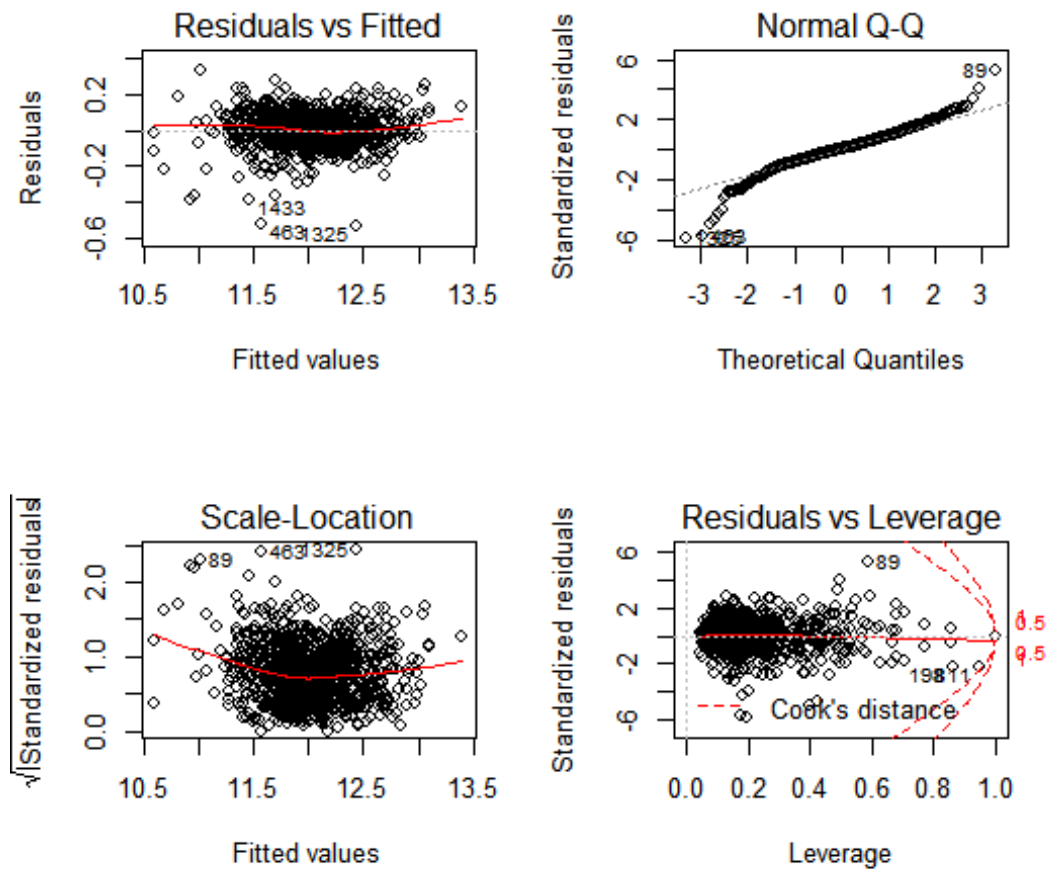 Residuals vs Fitted
Residuals
0.2
-0.2
-0.6
1433
463
1325
10.5 11.5 12.5 13.5
Fitted values
Normal Q-Q
Standardized residuals
6
2
-2
-6
89
-3 -2 -1 0 1 2 3
Theoretical Quantiles
Scale-Location
√|Standardized residuals|
2.0
1.0
0.0
89
463
1325
10.5 11.5 12.5 13.5
Fitted values
Residuals vs Leverage
Standardized residuals
6
2
-2
-6
89
1
0.5
0.5
1
Cook's distance
0.0 0.2 0.4 0.6 0.8 1.0
Leverage